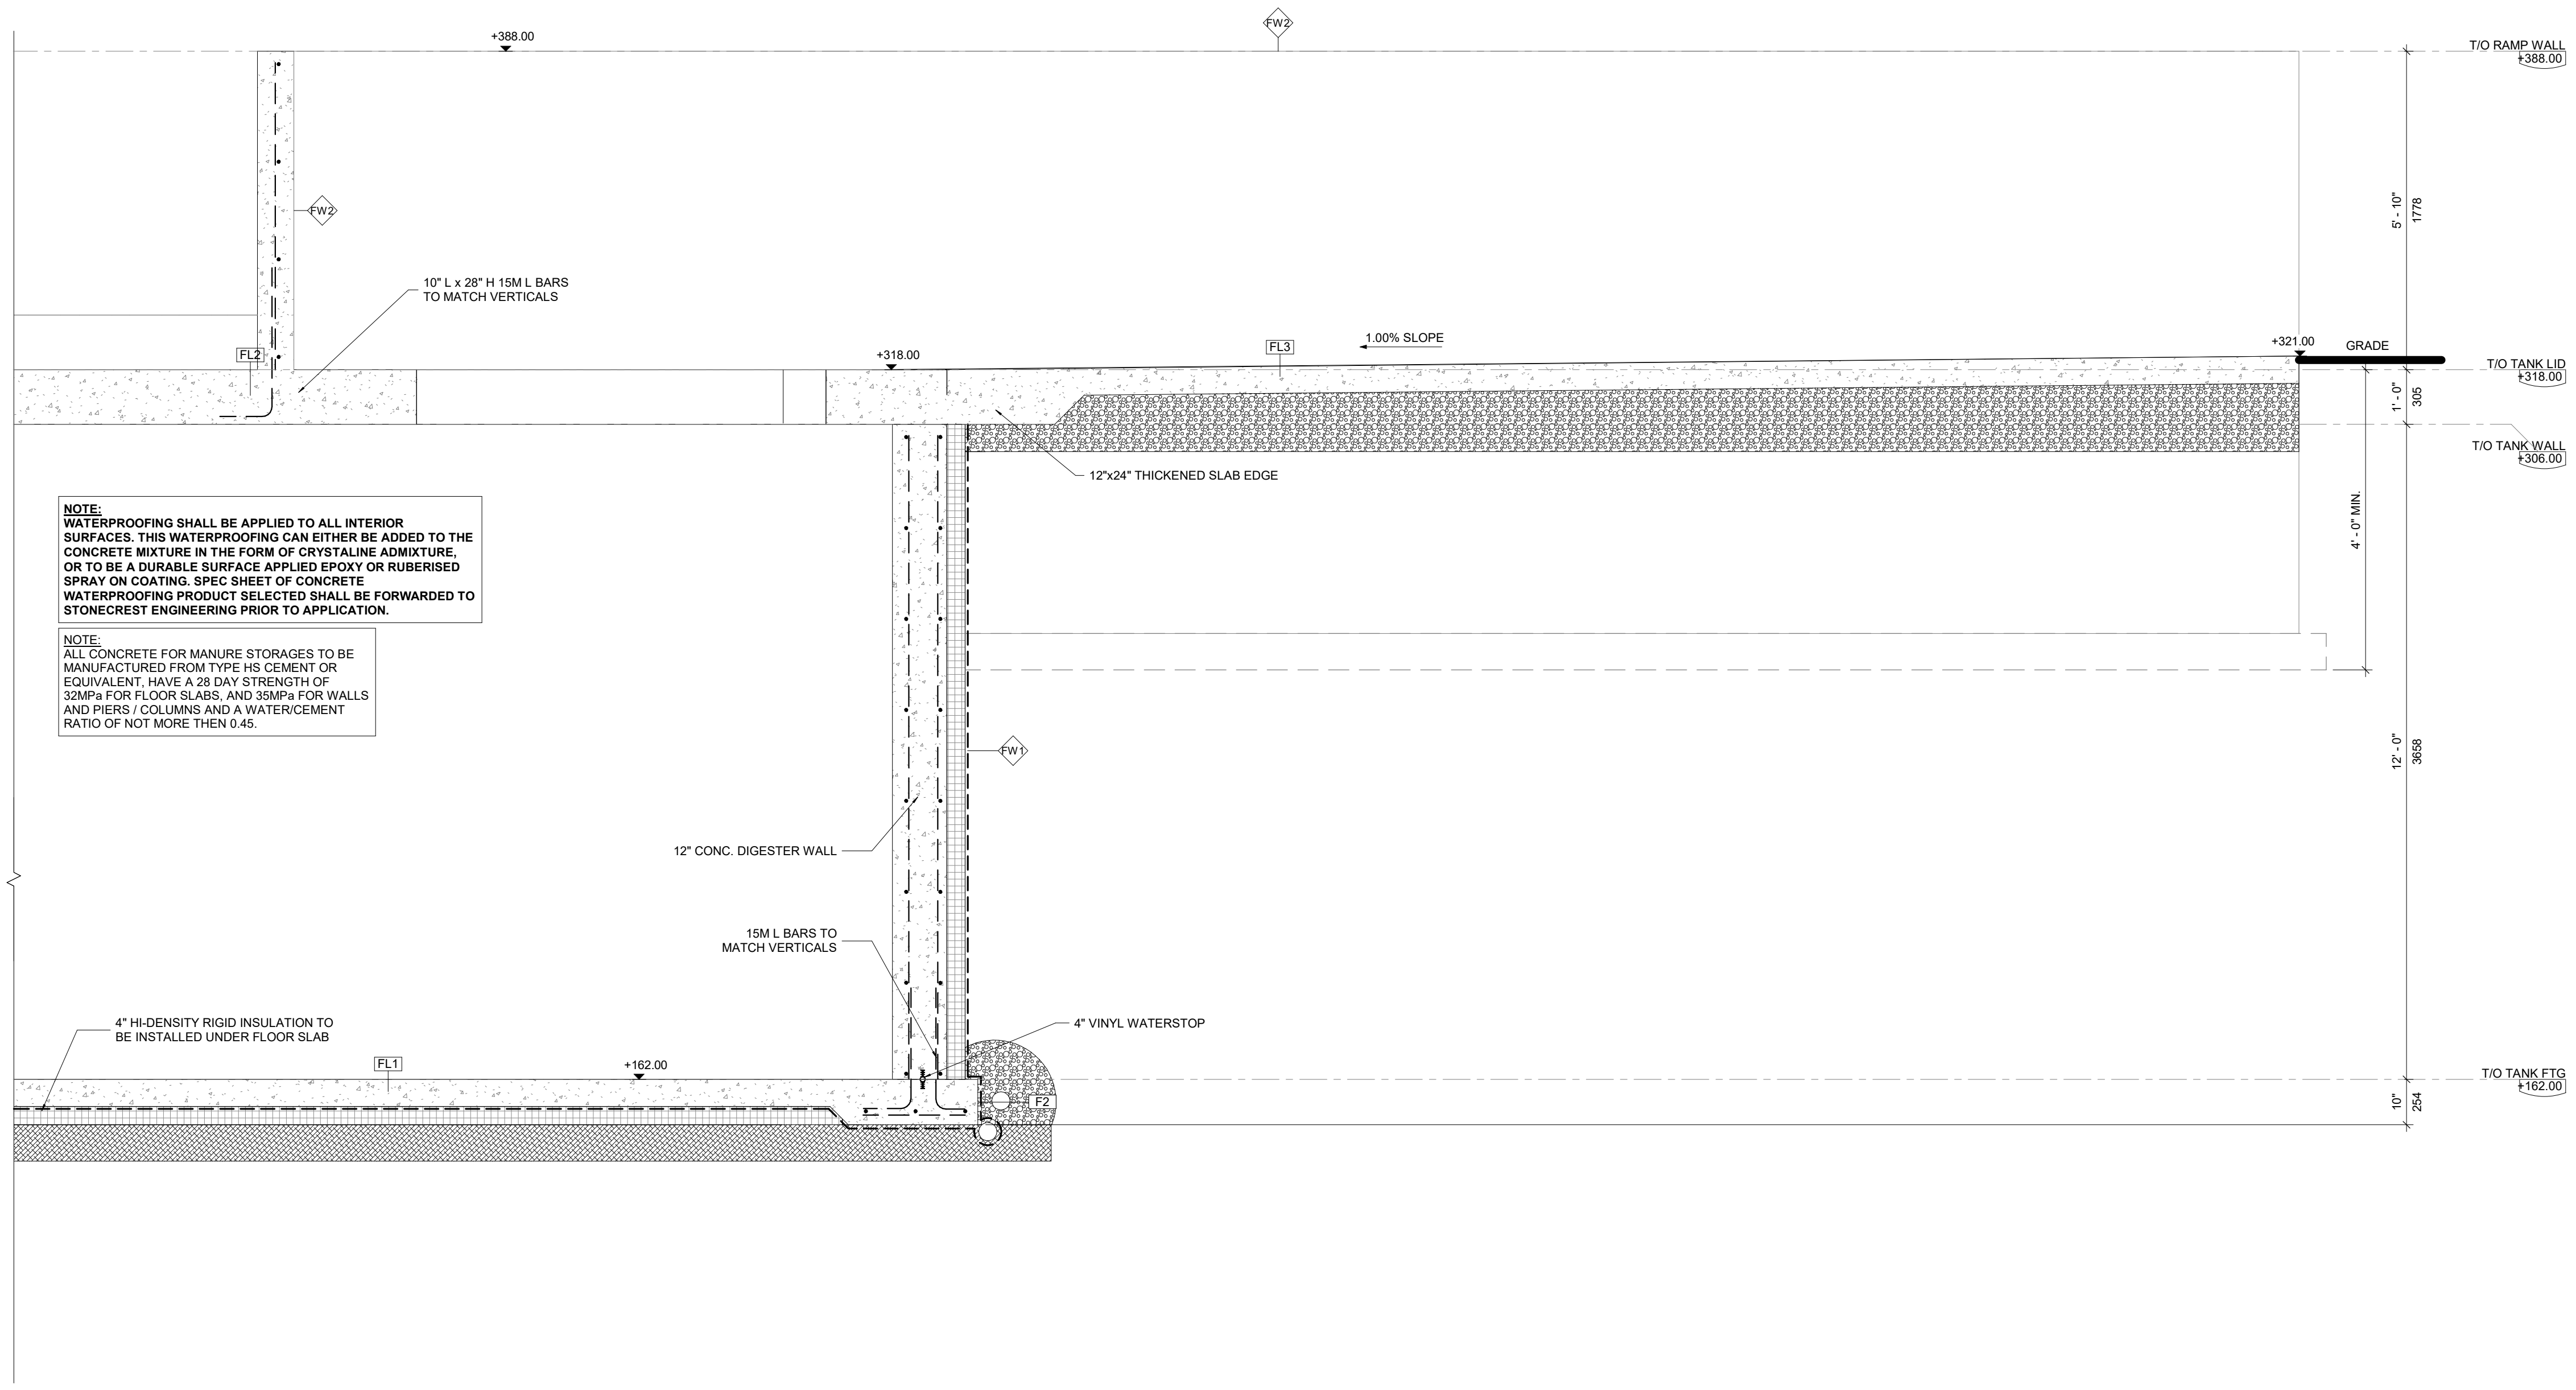 FW2
+388.00
T/O RAMP WALL
+388.00
FW2
5' - 10"
1778
10" L x 28" H 15M L BARS
TO MATCH VERTICALS
FL2
+318.00
FL3
1.00% SLOPE
+321.00
GRADE
T/O TANK LID
+318.00
1' - 0"
305
T/O TANK WALL
+306.00
12"x24" THICKENED SLAB EDGE
4' - 0" MIN.
NOTE:
WATERPROOFING SHALL BE APPLIED TO ALL INTERIOR
SURFACES. THIS WATERPROOFING CAN EITHER BE ADDED TO THE
CONCRETE MIXTURE IN THE FORM OF CRYSTALINE ADMIXTURE,
OR TO BE A DURABLE SURFACE APPLIED EPOXY OR RUBERISED
SPRAY ON COATING. SPEC SHEET OF CONCRETE
WATERPROOFING PRODUCT SELECTED SHALL BE FORWARDED TO
STONECREST ENGINEERING PRIOR TO APPLICATION.
NOTE:
ALL CONCRETE FOR MANURE STORAGES TO BE
MANUFACTURED FROM TYPE HS CEMENT OR
EQUIVALENT, HAVE A 28 DAY STRENGTH OF
32MPa FOR FLOOR SLABS, AND 35MPa FOR WALLS
AND PIERS / COLUMNS AND A WATER/CEMENT
RATIO OF NOT MORE THEN 0.45.
FW1
12' - 0"
3658
12" CONC. DIGESTER WALL
15M L BARS TO
MATCH VERTICALS
4" HI-DENSITY RIGID INSULATION TO
BE INSTALLED UNDER FLOOR SLAB
4" VINYL WATERSTOP
FL1
+162.00
T/O TANK FTG
+162.00
F2
10"
254